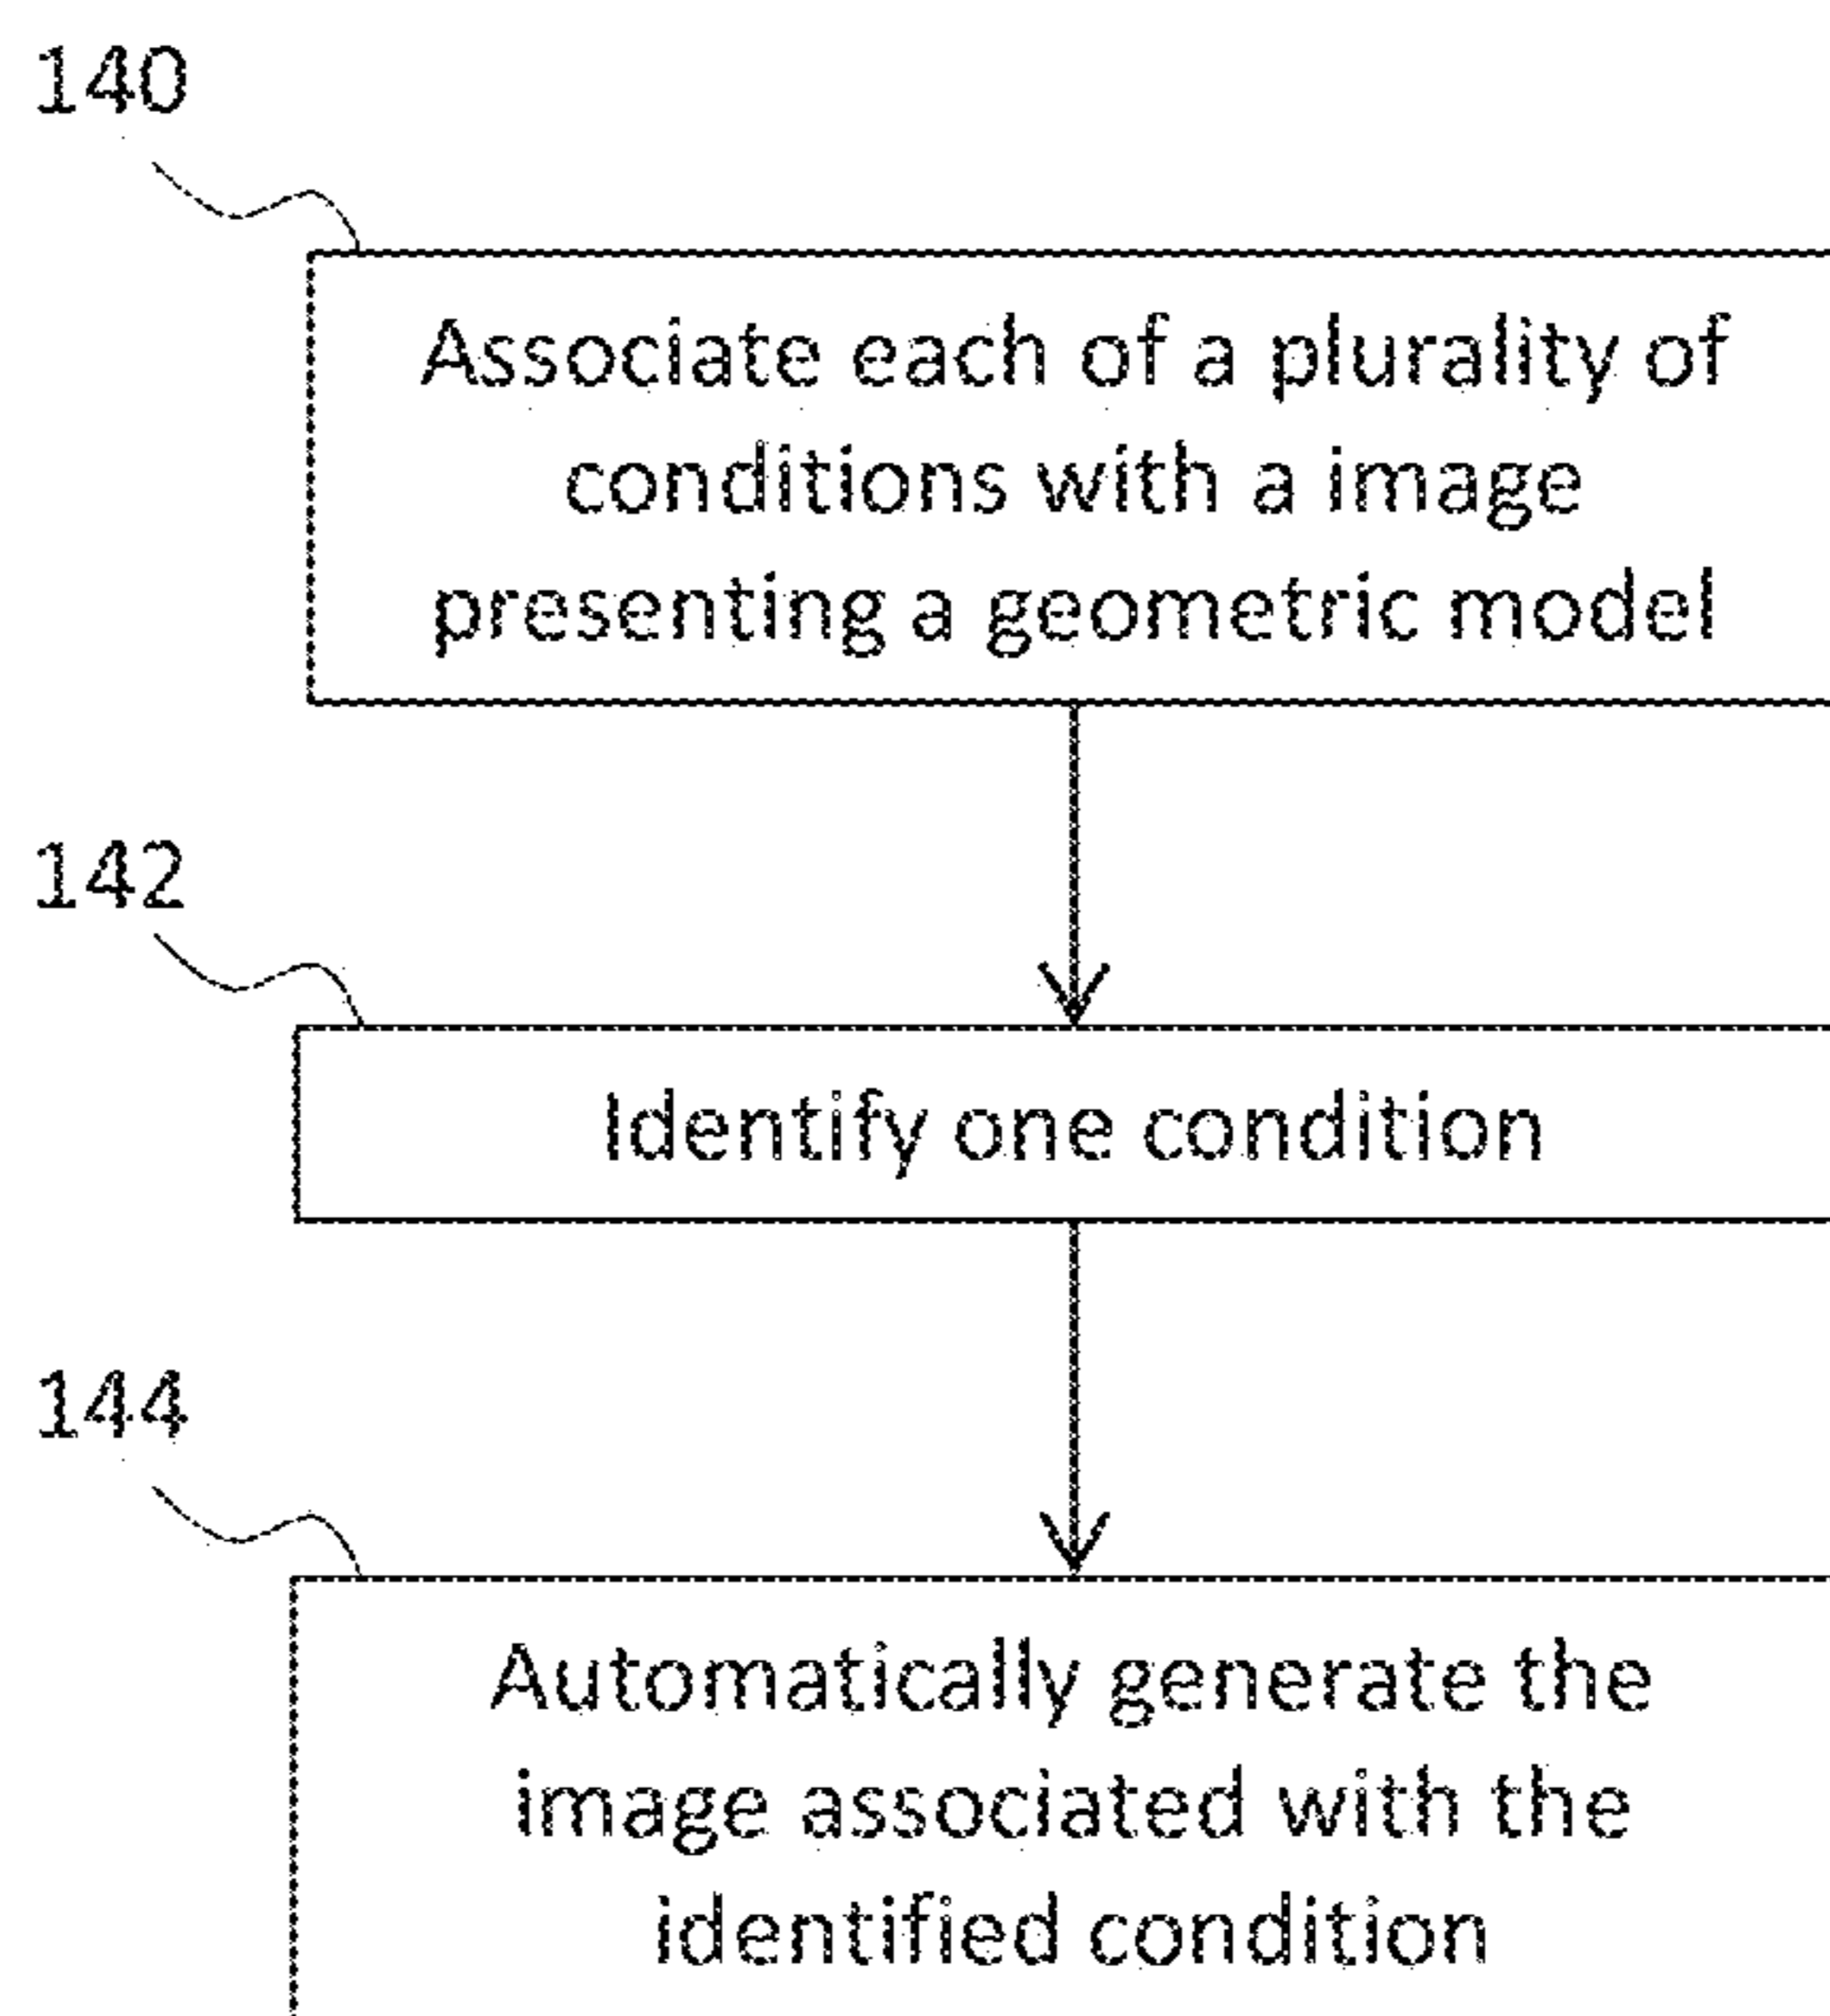 140
Associate each of a plurality of
conditions with a image
presenting a geometric model
142
Identify one condition
144
Automatically generate the
image associated with the
identified condition